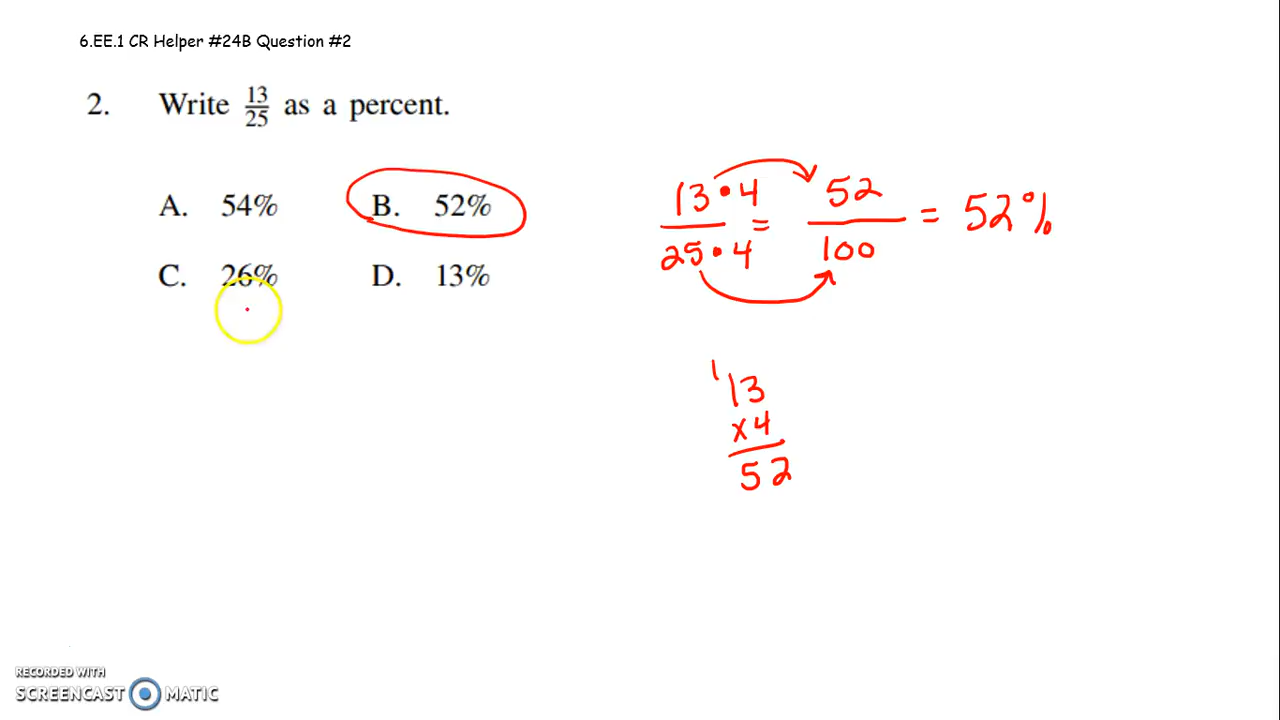 6.EE.1 CR Helper #24B Question #2
2. Write 13/25 as a percent.
A. 54% B. 52%
C. 26% D. 13%
13 • 4 / 25 • 4 = 52 / 100 = 52%
1
13
x4
52
RECORDED WITH
SCREENCAST MATIC